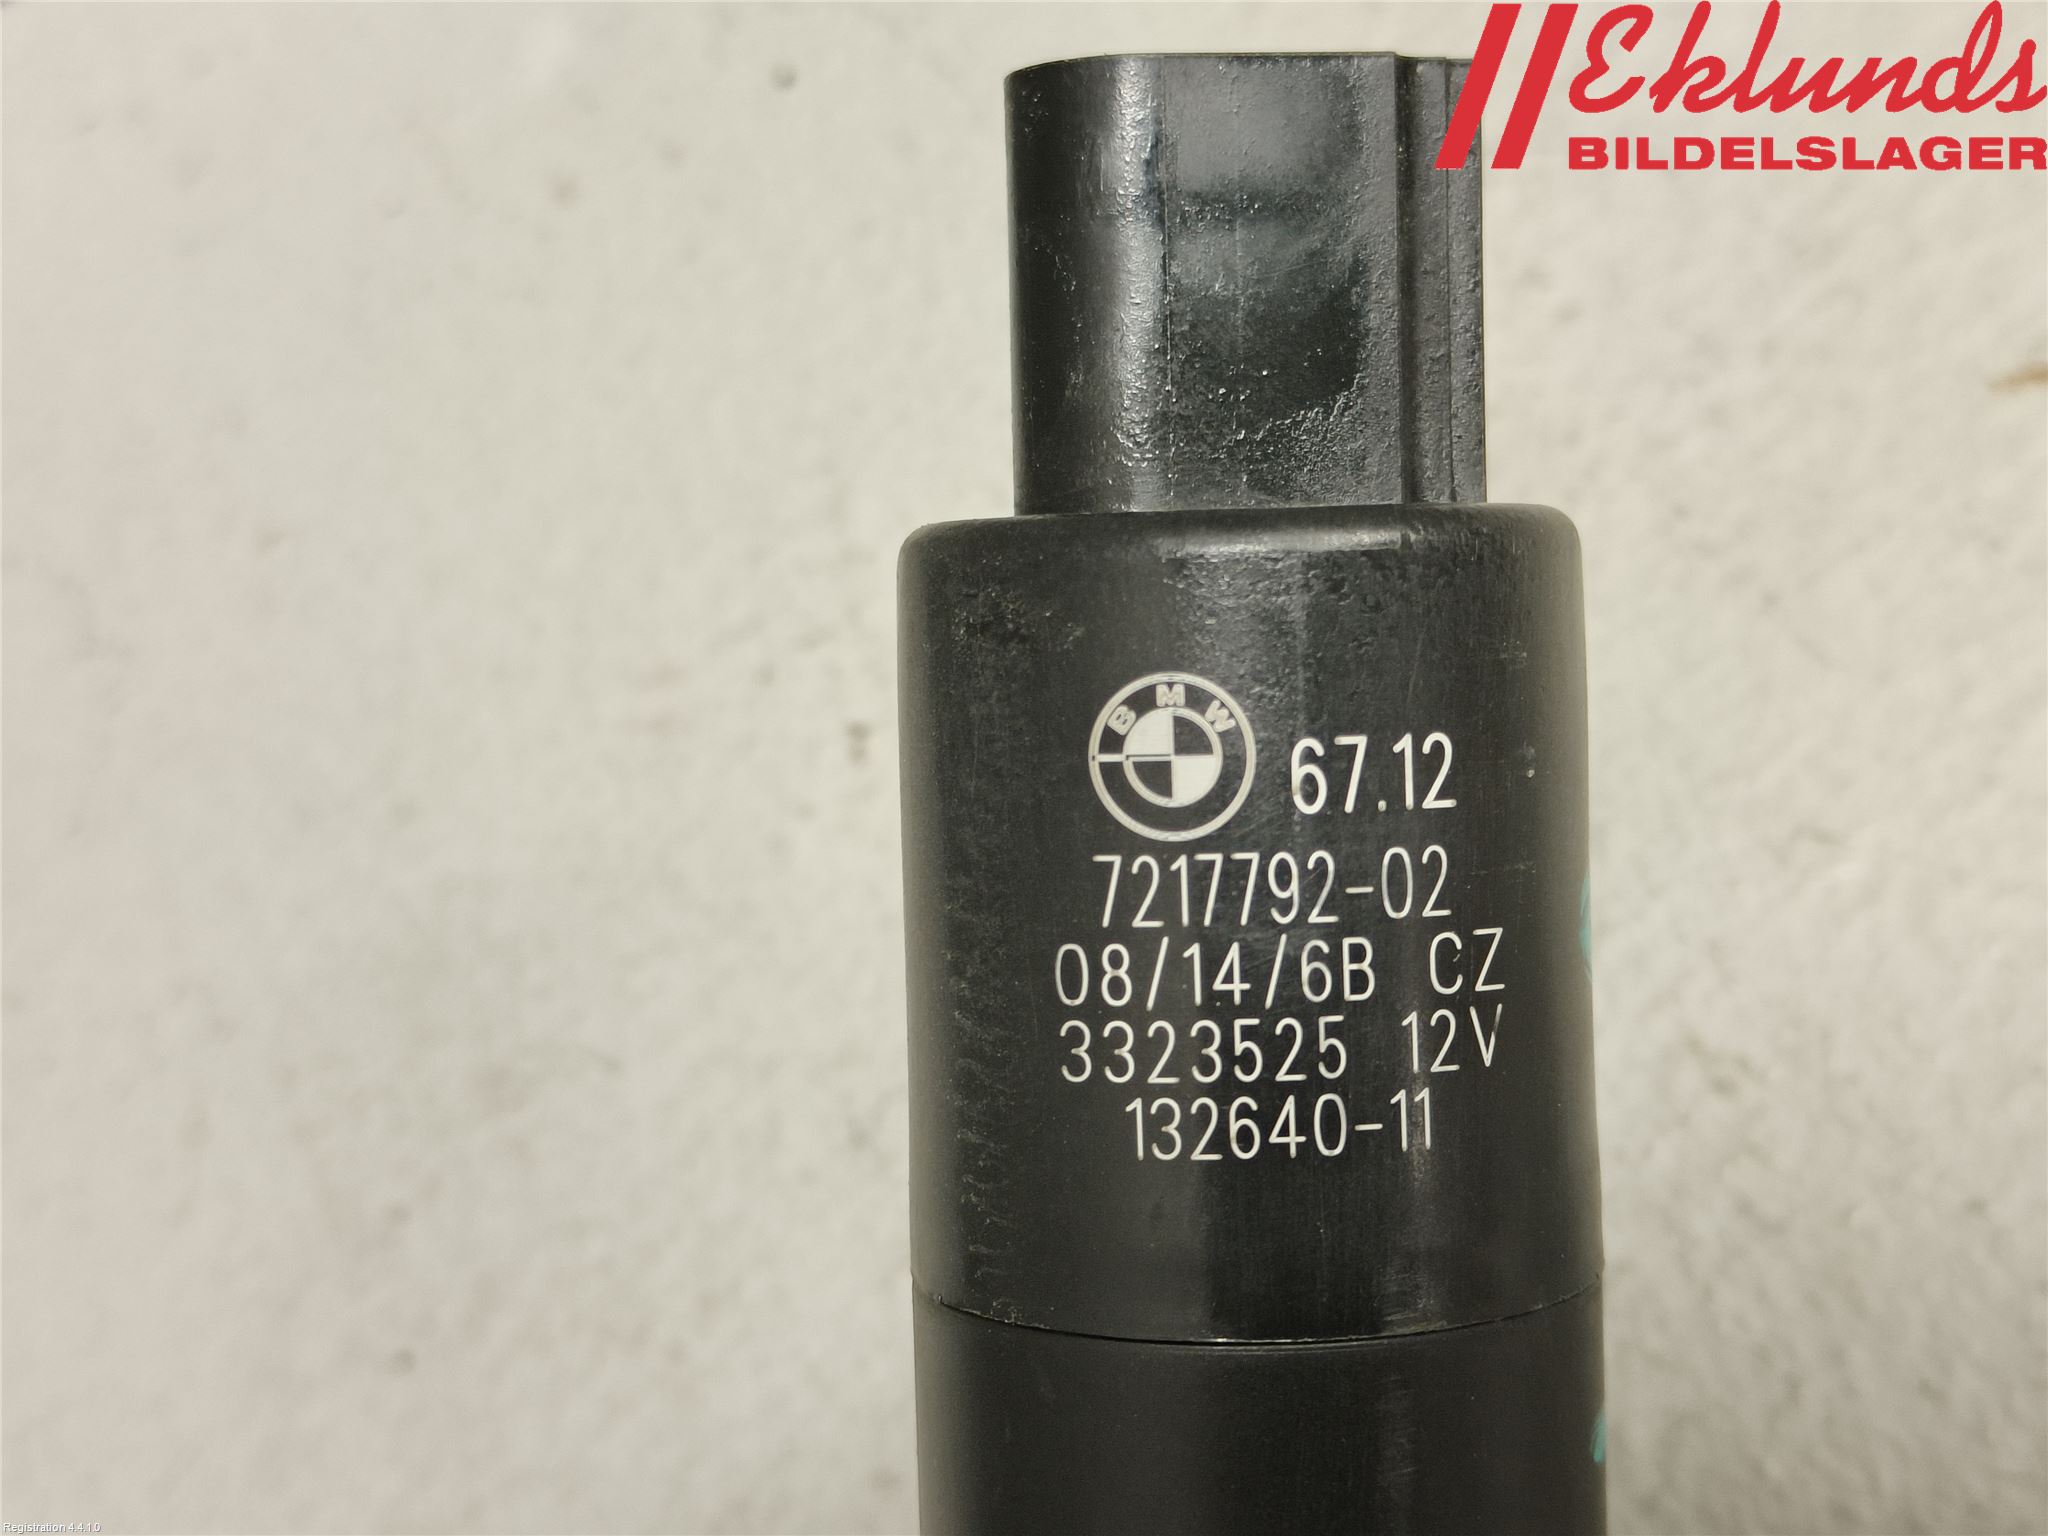 Eklunds
BILDELSLAGER
BMW
67.12
7217792-02
08/14/6B CZ
3323525 12V
132640-11
Registration 4.4.1.0